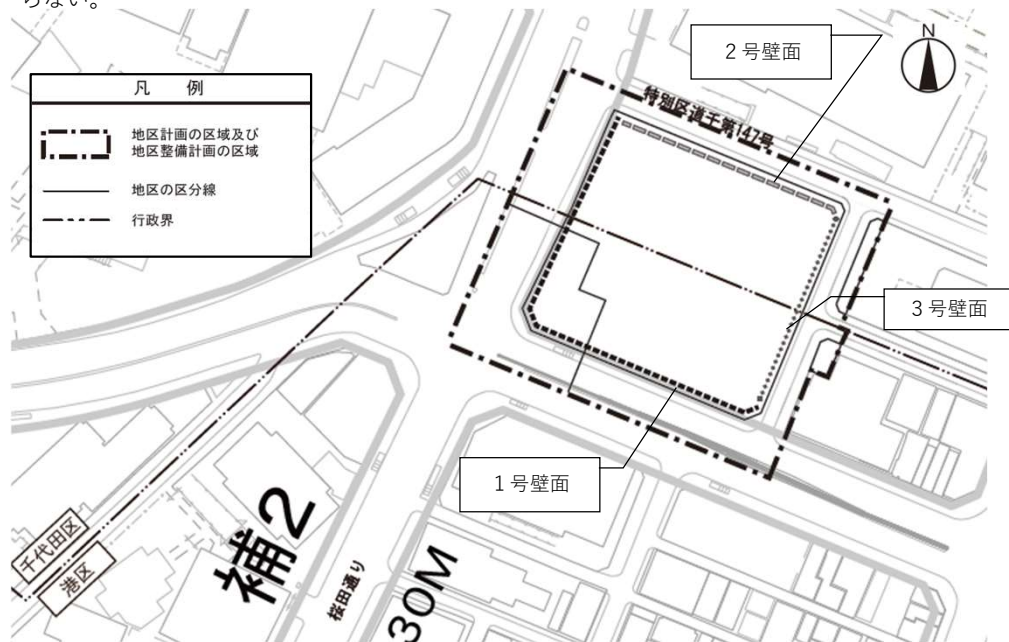 らない。
2号壁面
N
凡 例
地区計画の区域及び
地区整備計画の区域
地区の区分線
行政界
特別区道千第147号
3号壁面
1号壁面
千代田区
港区
補2
桜田通り
30M